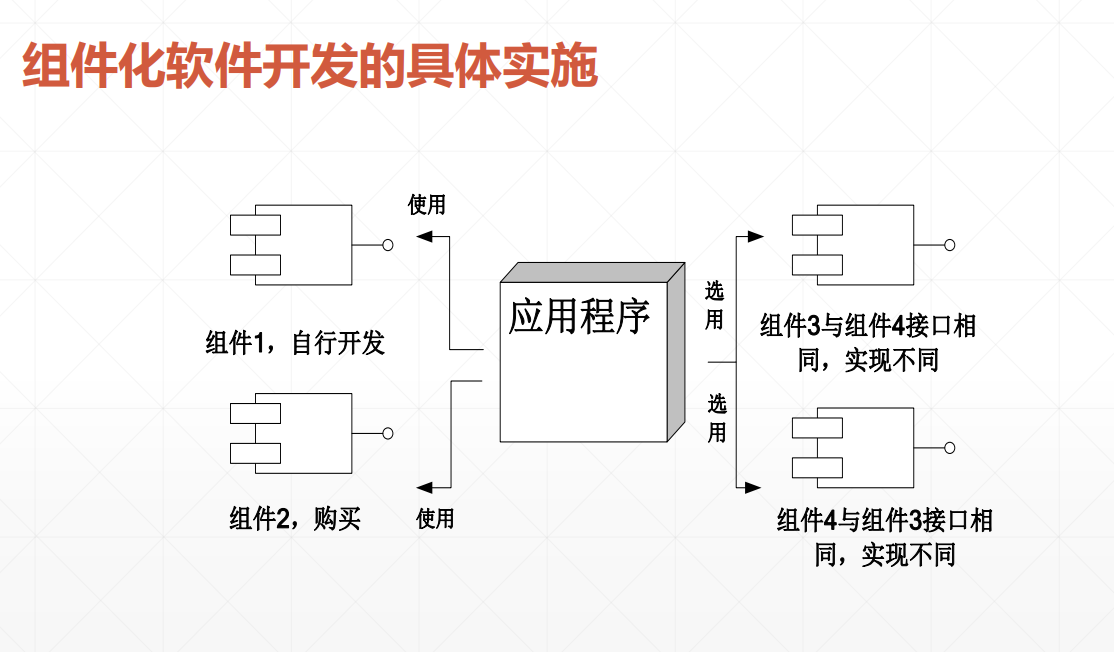 组件化软件开发的具体实施
使用
组件1，自行开发
组件2，购买
使用
应用程序
选
用
选
用
组件3与组件4接口相
同，实现不同
组件4与组件3接口相
同，实现不同